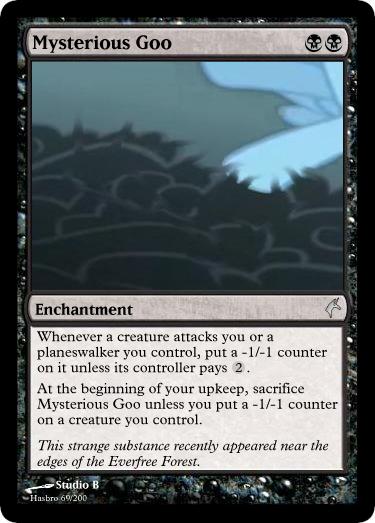 Mysterious Goo
Enchantment
Whenever a creature attacks you or a
planeswalker you control, put a -1/-1 counter
on it unless its controller pays 2.
At the beginning of your upkeep, sacrifice
Mysterious Goo unless you put a -1/-1 counter
on a creature you control.
This strange substance recently appeared near the
edges of the Everfree Forest.
Studio B
Hasbro 69/200